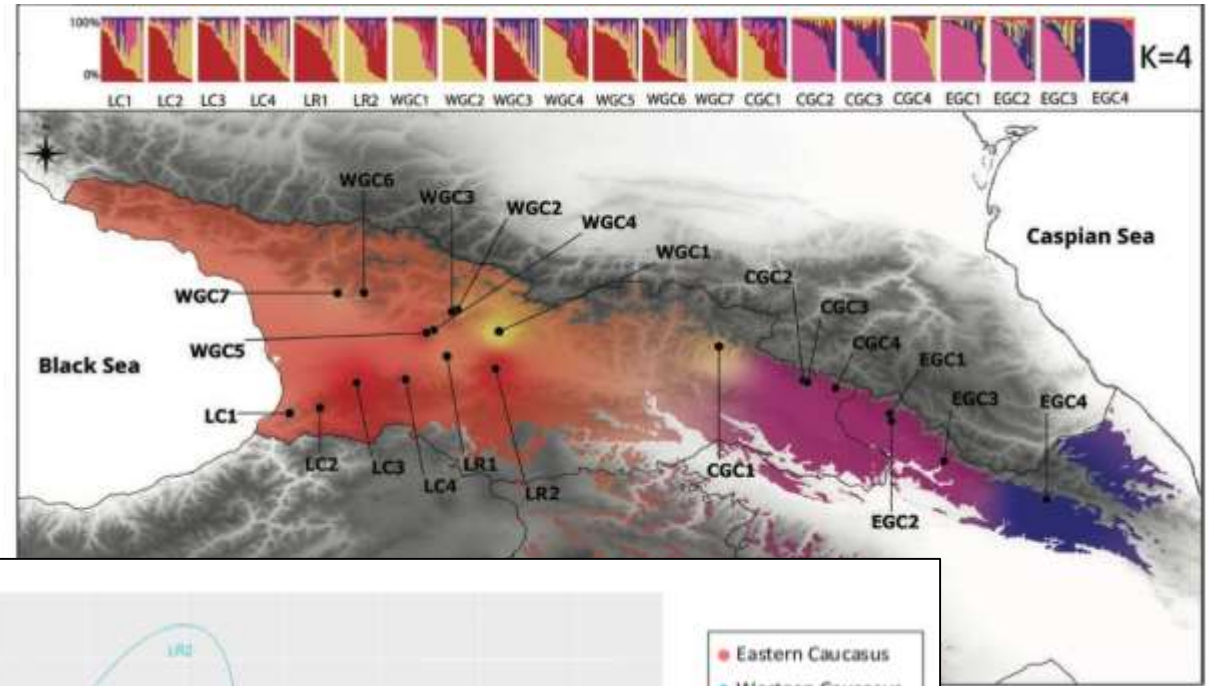 100%
0%
K=4
LC1 LC2 LC3 LC4 LR1 LR2 WGC1 WGC2 WGC3 WGC4 WGC5 WGC6 WGC7 CGC1 CGC2 CGC3 CGC4 EGC1 EGC2 EGC3 EGC4
WGC6
WGC3
WGC2
WGC4
WGC1
Caspian Sea
CGC2
WGC7
CGC3
WGC5
CGC4
EGC1
Black Sea
EGC3
EGC4
LC1
LC2
LC3
LR1
CGC1
LC4
LR2
EGC2
LR2
Eastern Caucasus
Western Caucasus